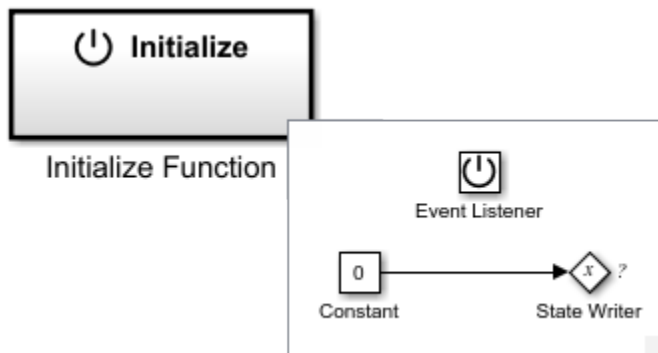 Initialize
Initialize Function
Event Listener
0
x ?
Constant
State Writer